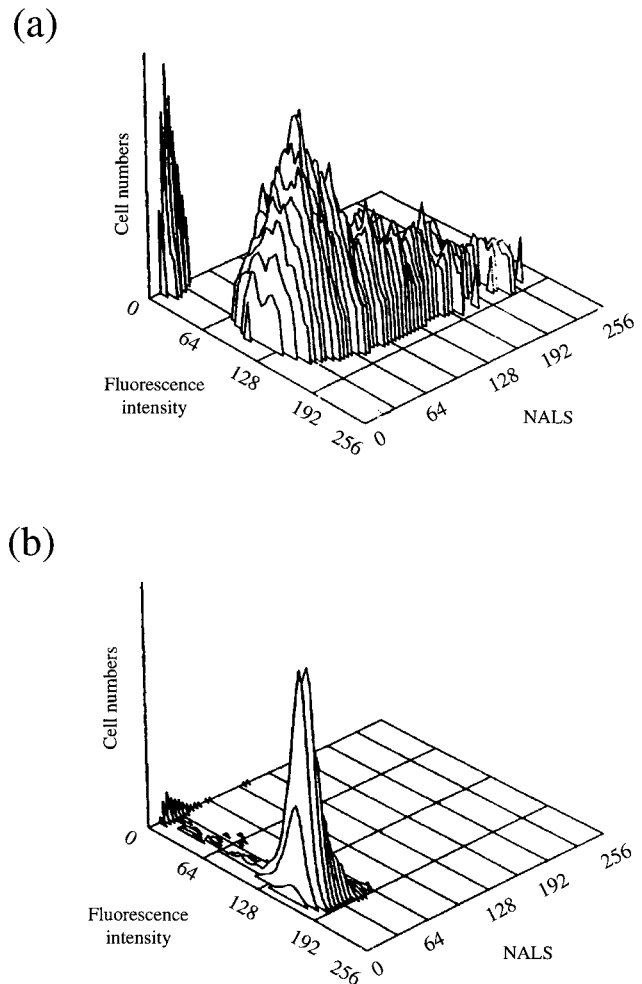 (a)
Cell numbers
0
64
128
192
256
Fluorescence
intensity
0
64
128
192
256
NALS
(b)
Cell numbers
0
64
128
192
256
Fluorescence
intensity
0
64
128
192
256
NALS